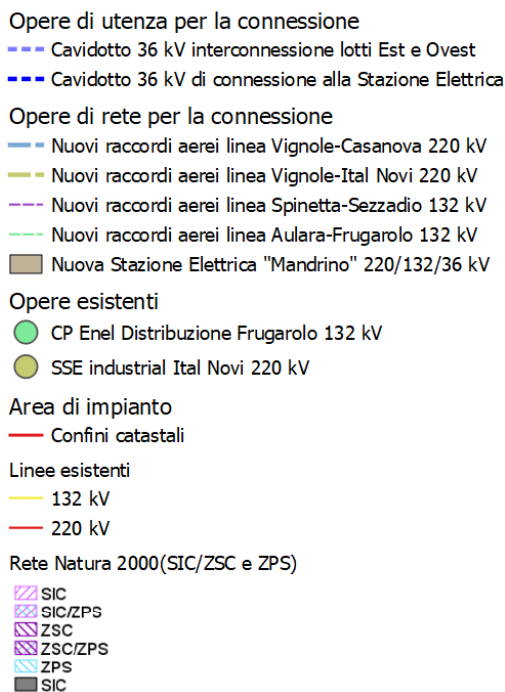 Opere di utenza per la connessione
Cavidotto 36 kV interconnessione lotti Est e Ovest
Cavidotto 36 kV di connessione alla Stazione Elettrica
Opere di rete per la connessione
Nuovi raccordi aerei linea Vignole-Casanova 220 kV
Nuovi raccordi aerei linea Vignole-Ital Novi 220 kV
Nuovi raccordi aerei linea Spinetta-Sezzadio 132 kV
Nuovi raccordi aerei linea Aulara-Frugarolo 132 kV
Nuova Stazione Elettrica "Mandrino" 220/132/36 kV
Opere esistenti
CP Enel Distribuzione Frugarolo 132 kV
SSE industrial Ital Novi 220 kV
Area di impianto
Confini catastali
Linee esistenti
132 kV
220 kV
Rete Natura 2000(SIC/ZSC e ZPS)
SIC
SIC/ZPS
ZSC
ZSC/ZPS
ZPS
SIC